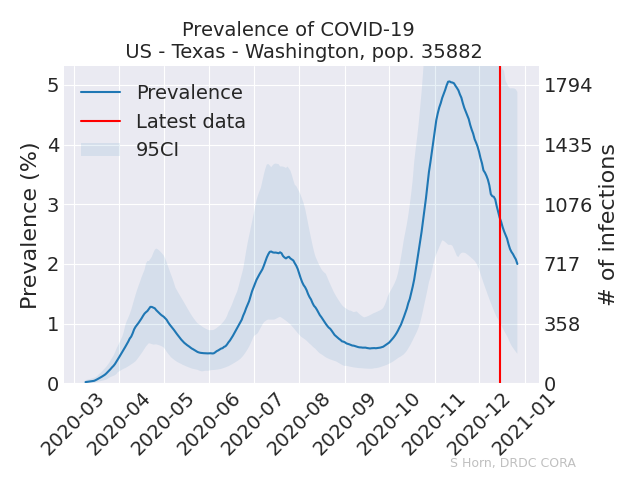 Prevalence of COVID-19
US - Texas - Washington, pop. 35882
Prevalence
Latest data
95CI
Prevalence (%)
5
4
3
2
1
0
1794
1435
1076
717
358
0
# of infections
2020-03
2020-04
2020-05
2020-06
2020-07
2020-08
2020-09
2020-10
2020-11
2020-12
2021-01
S Horn, DRDC CORA